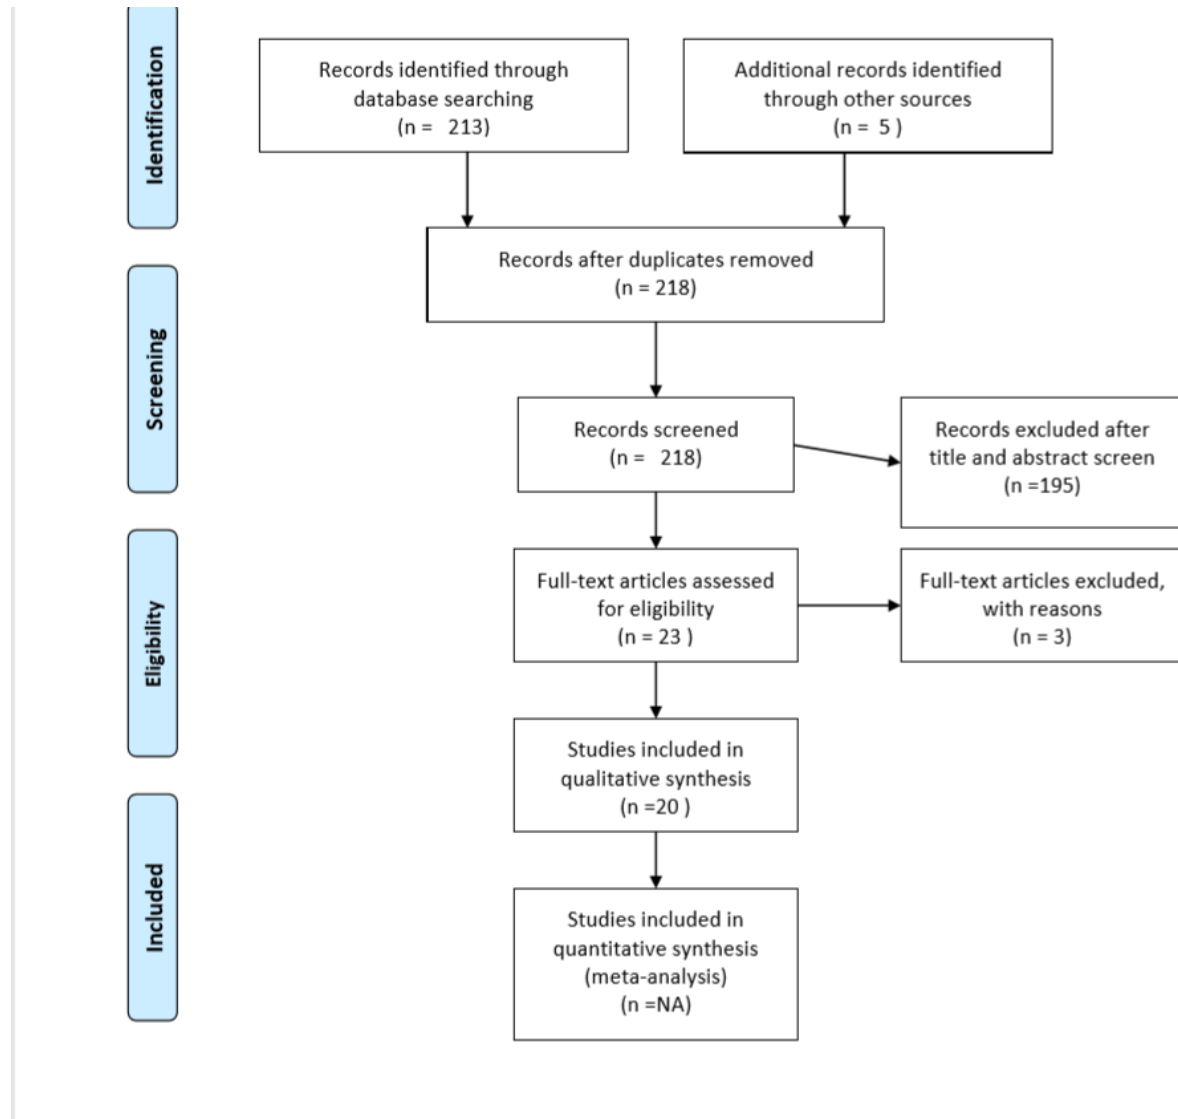 Identification
Records identified through
database searching
(n =   213)
Additional records identified
through other sources
(n =  5 )
Records after duplicates removed
(n = 218)
Screening
Records screened
(n =   218)
Records excluded after
title and abstract screen
(n =195)
Eligibility
Full-text articles assessed
for eligibility
(n = 23 )
Full-text articles excluded,
with reasons
(n = 3)
Studies included in
qualitative synthesis
(n =20 )
Included
Studies included in
quantitative synthesis
(meta-analysis)
(n =NA)